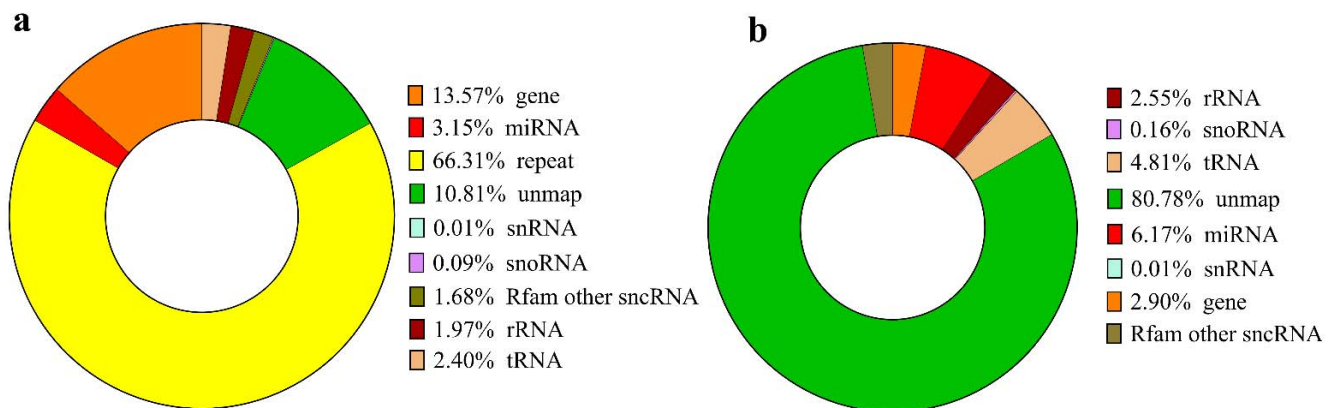 a
13.57% gene
3.15% miRNA
66.31% repeat
10.81% unmap
0.01% snRNA
0.09% snoRNA
1.68% Rfam other sncRNA
1.97% rRNA
2.40% tRNA
b
2.55% rRNA
0.16% snoRNA
4.81% tRNA
80.78% unmap
6.17% miRNA
0.01% snRNA
2.90% gene
Rfam other sncRNA